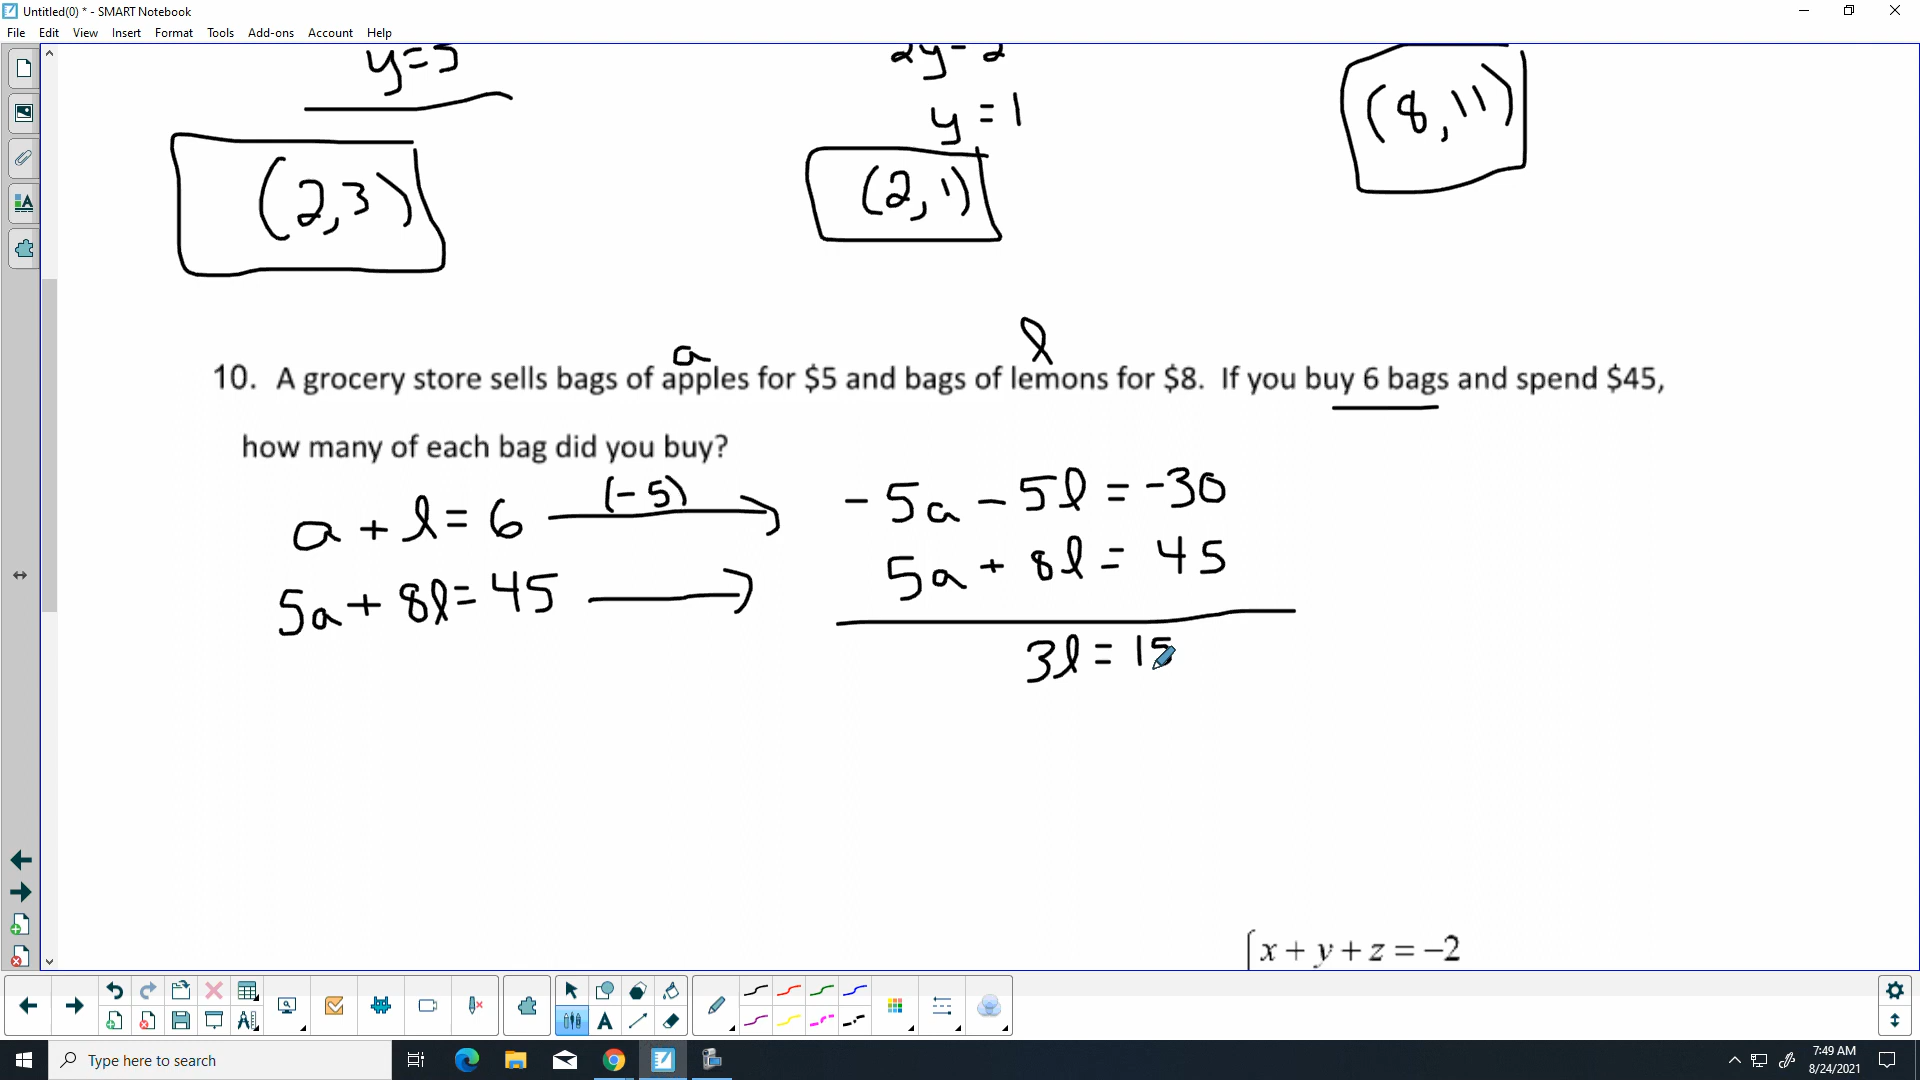 Untitled(0) * - SMART Notebook
File Edit View Insert Format Tools Add-ons Account Help
y = 1
(2,3)
(2,1)
(8,11)
a
l
10. A grocery store sells bags of apples for $5 and bags of lemons for $8. If you buy 6 bags and spend $45,
how many of each bag did you buy?
a + l = 6
(-5)
-5a - 5l = -30
5a + 8l = 45
5a + 8l = 45
3l = 15
x + y + z = −2
Type here to search
7:49 AM
8/24/2021